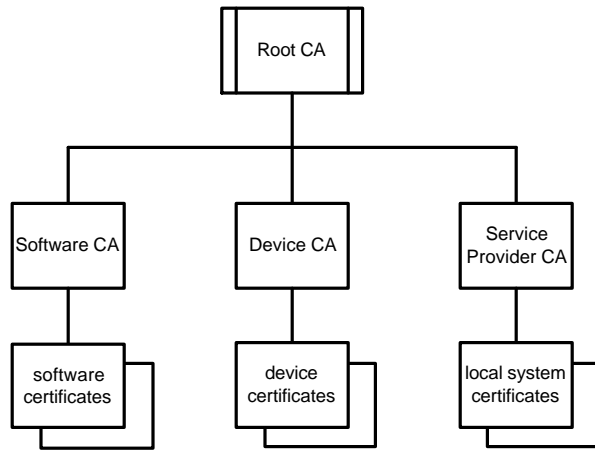 Root CA
Software CA
Device CA
Service
Provider CA
software
certificates
device
certificates
local system
certificates